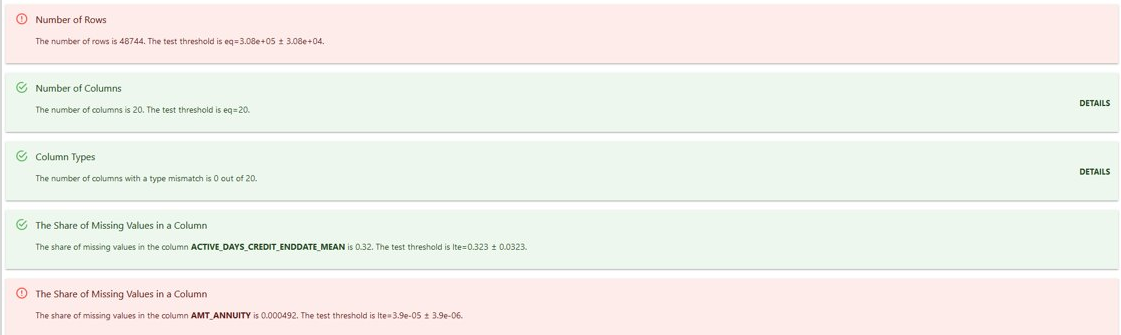 Number of Rows
The number of rows is 48744. The test threshold is eq=3.08e+05 ± 3.08e+04.
Number of Columns
The number of columns is 20. The test threshold is eq=20.
DETAILS
Column Types
The number of columns with a type mismatch is 0 out of 20.
DETAILS
The Share of Missing Values in a Column
The share of missing values in the column ACTIVE_DAYS_CREDIT_ENDDATE_MEAN is 0.32. The test threshold is lte=0.323 ± 0.0323.
The Share of Missing Values in a Column
The share of missing values in the column AMT_ANNUITY is 0.000492. The test threshold is lte=3.9e-05 ± 3.9e-06.